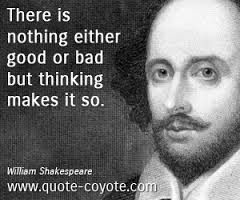 There is
nothing either
good or bad
but thinking
makes it so.
William Shakespeare
www.quote-coyote.com